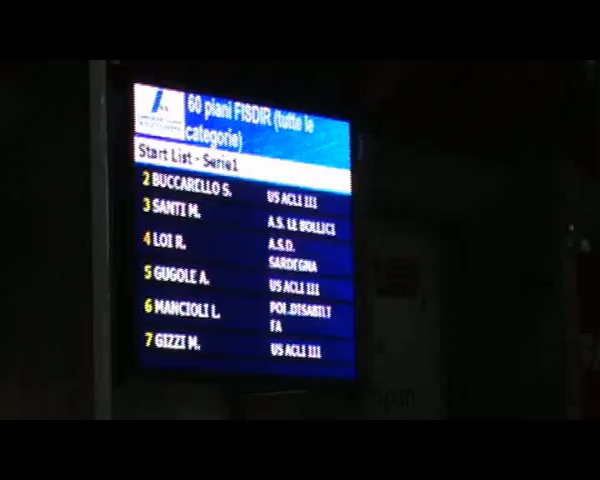 60 piani FISDIR (tutte le
categorie)
Start List - Serie1
2 BUCCARELLO S. US ACLI III
3 SANTI M. A.S. LE BOLLICI
4 LOI R. A.S.D.
SARDEGNA
5 GUGOLE A. US ACLI III
6 MANCIOLI L. POL.DISABILI
TA
7 GIZZI M. US ACLI III